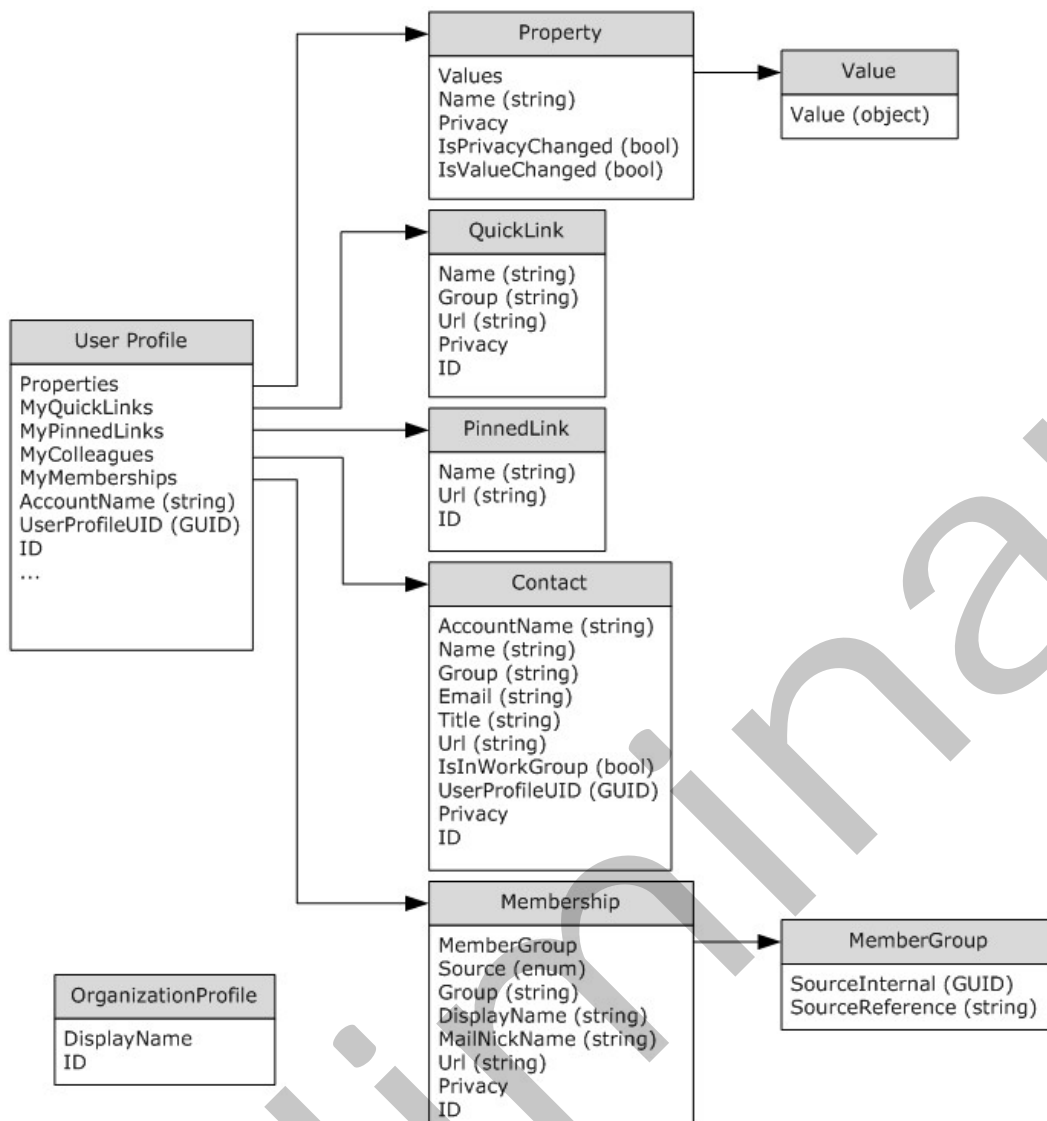 Property
Values
Name (string)
Privacy
IsPrivacyChanged (bool)
IsValueChanged (bool)
Value
Value (object)
QuickLink
Name (string)
Group (string)
Url (string)
Privacy
ID
User Profile
Properties
MyQuickLinks
MyPinnedLinks
MyColleagues
MyMemberships
AccountName (string)
UserProfileUID (GUID)
ID
...
PinnedLink
Name (string)
Url (string)
ID
Contact
AccountName (string)
Name (string)
Group (string)
Email (string)
Title (string)
Url (string)
IsInWorkGroup (bool)
UserProfileUID (GUID)
Privacy
ID
Membership
MemberGroup
Source (enum)
Group (string)
DisplayName (string)
MailNickName (string)
Url (string)
Privacy
ID
MemberGroup
SourceInternal (GUID)
SourceReference (string)
OrganizationProfile
DisplayName
ID